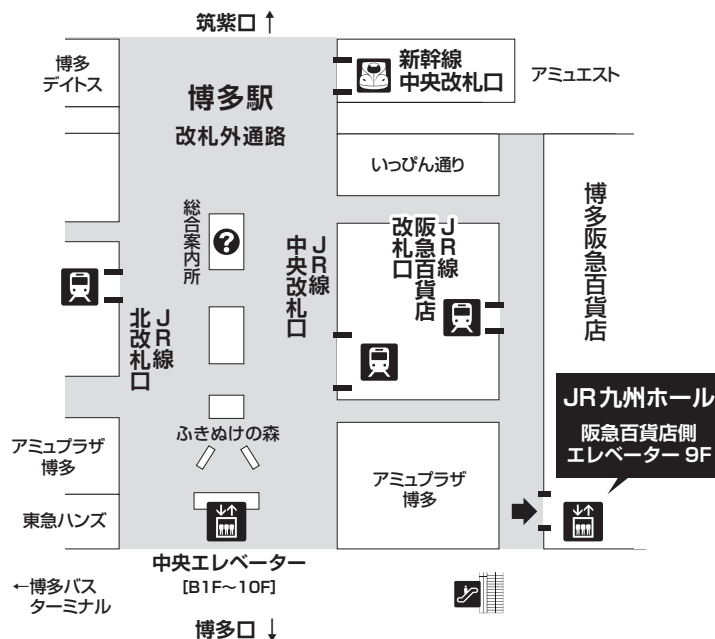 筑紫口 ↑
博多
デイトス
博多駅
改札外通路
新幹線
中央改札口
アミュエスト
いっぴん通り
総合案内所
?
JR線
中央改札口
JR線
阪急百貨店
改札口
博多阪急百貨店
JR線
北改札口
JR九州ホール
阪急百貨店側
エレベーター 9F
ふきぬけの森
アミュプラザ
博多
アミュプラザ
博多
東急ハンズ
中央エレベーター
[B1F〜10F]
←博多バス
ターミナル
博多口 ↓